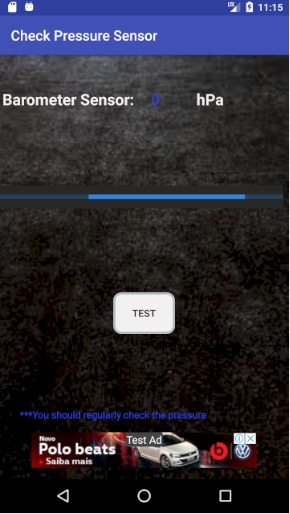 LTE 11:15
Check Pressure Sensor
Barometer Sensor: 0 hPa
TEST
***You should regularly check the pressure
Novo
Test Ad
Polo beats
Saiba mais